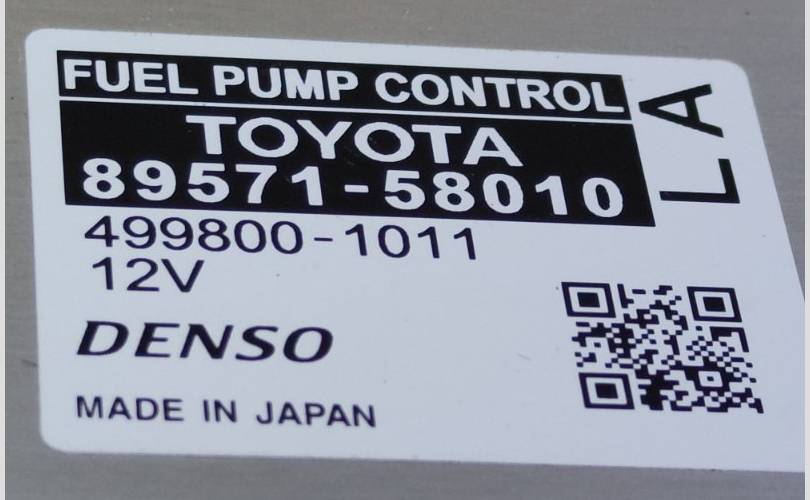 FUEL PUMP CONTROL
TOYOTA
89571-58010
499800-1011
12V
DENSO
MADE IN JAPAN
LA